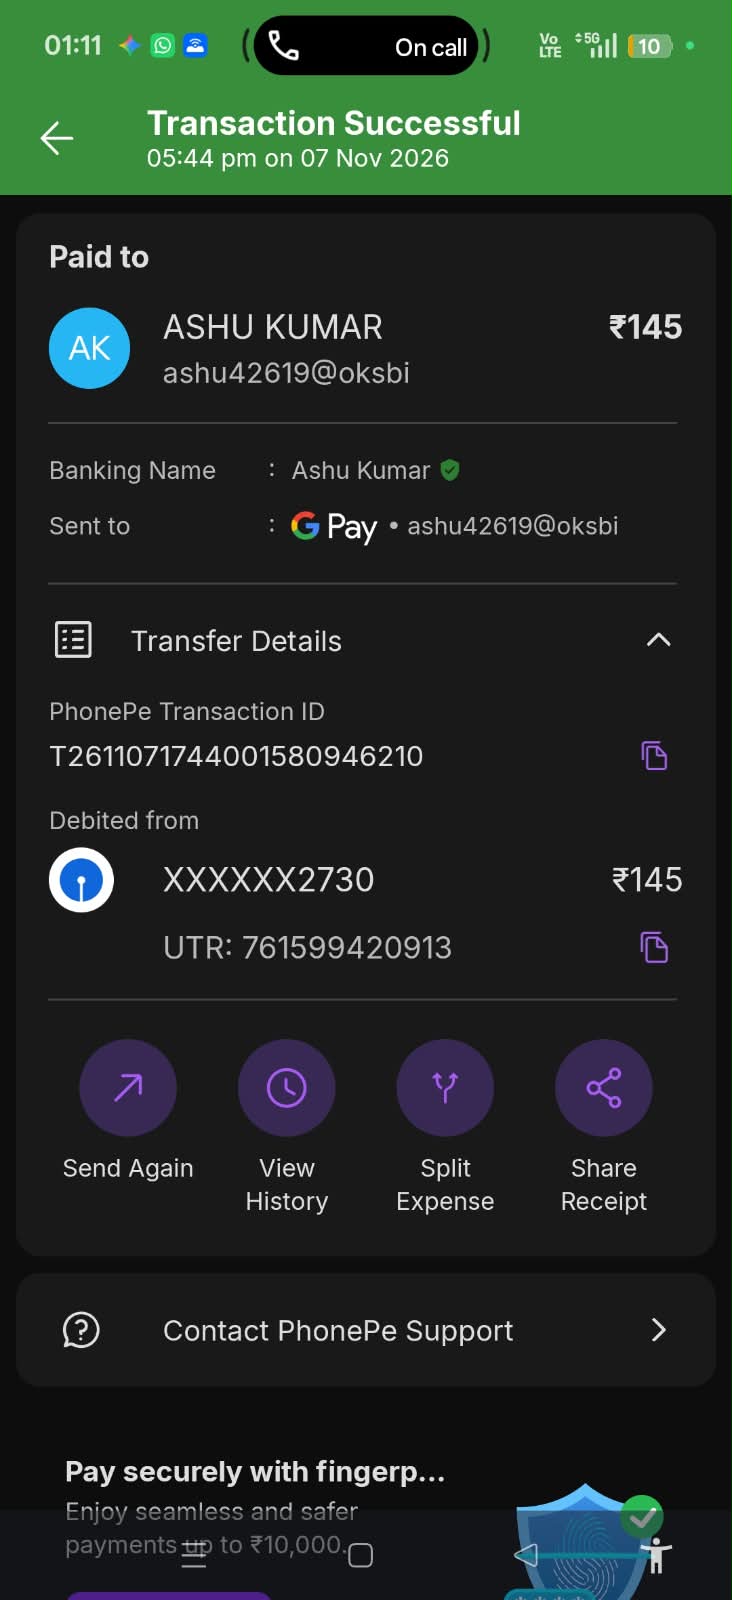 01:11
On call
Vo
LTE
5G
10
Transaction Successful
05:44 pm on 07 Nov 2026
Paid to
AK
ASHU KUMAR
₹145
ashu42619@oksbi
Banking Name : Ashu Kumar
Sent to : G Pay • ashu42619@oksbi
Transfer Details
PhonePe Transaction ID
T2611071744001580946210
Debited from
XXXXXX2730
₹145
UTR: 761599420913
Send Again
View
History
Split
Expense
Share
Receipt
Contact PhonePe Support
Pay securely with fingerp...
Enjoy seamless and safer
payments up to ₹10,000.